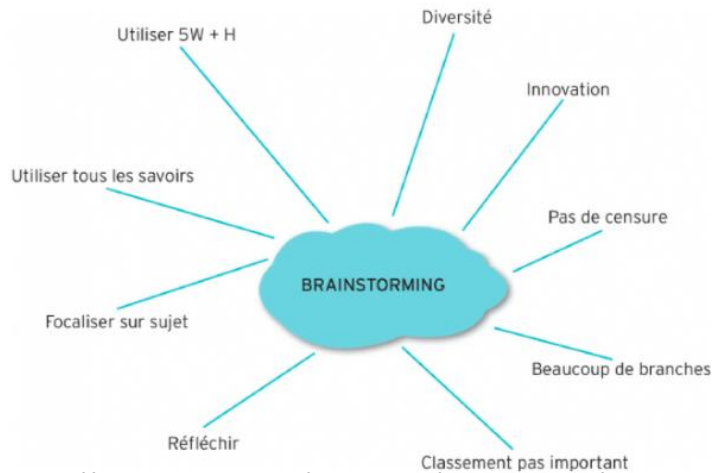 Diversité
Utiliser 5W + H
Innovation
Utiliser tous les savoirs
Pas de censure
BRAINSTORMING
Focaliser sur sujet
Beaucoup de branches
Réfléchir
Classement pas important